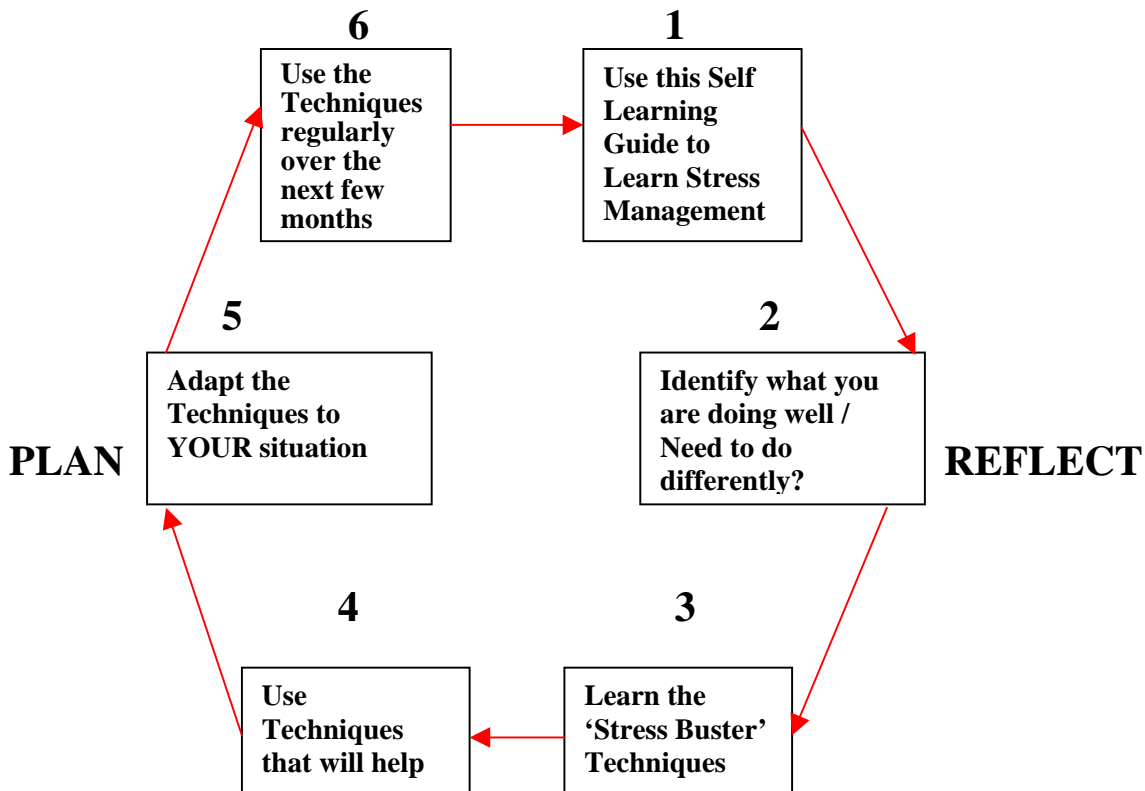 6
Use the
Techniques
regularly
over the
next few
months
1
Use this Self
Learning
Guide to
Learn Stress
Management
2
Identify what you
are doing well /
Need to do
differently?
REFLECT
3
Learn the
‘Stress Buster’
Techniques
4
Use
Techniques
that will help
5
Adapt the
Techniques to
YOUR situation
PLAN